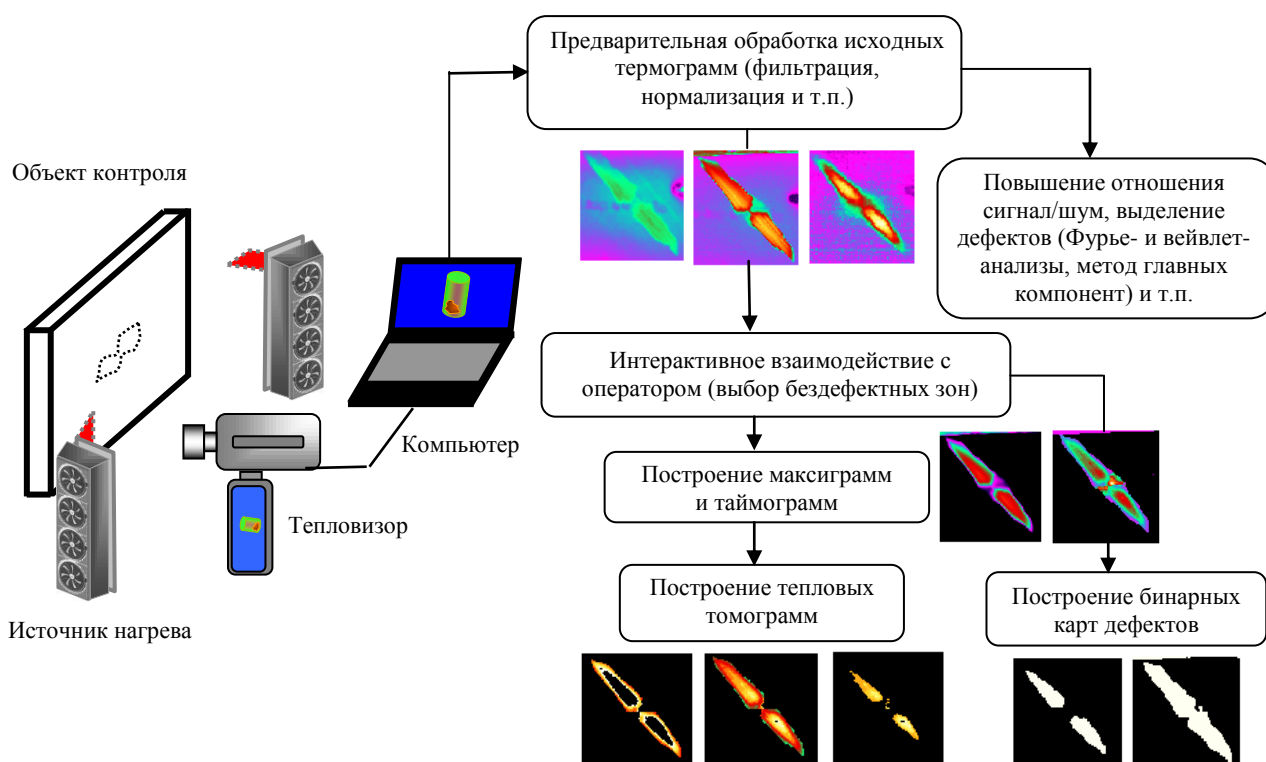 Предварительная обработка исходных
термограмм (фильтрация,
нормализация и т.п.)
Объект контроля
Повышение отношения
сигнал/шум, выделение
дефектов (Фурье- и вейвлет-
анализы, метод главных
компонент) и т.п.
Интерактивное взаимодействие с
оператором (выбор бездефектных зон)
Компьютер
Построение максиграмм
и таймограмм
Тепловизор
Построение тепловых
томограмм
Построение бинарных
карт дефектов
Источник нагрева